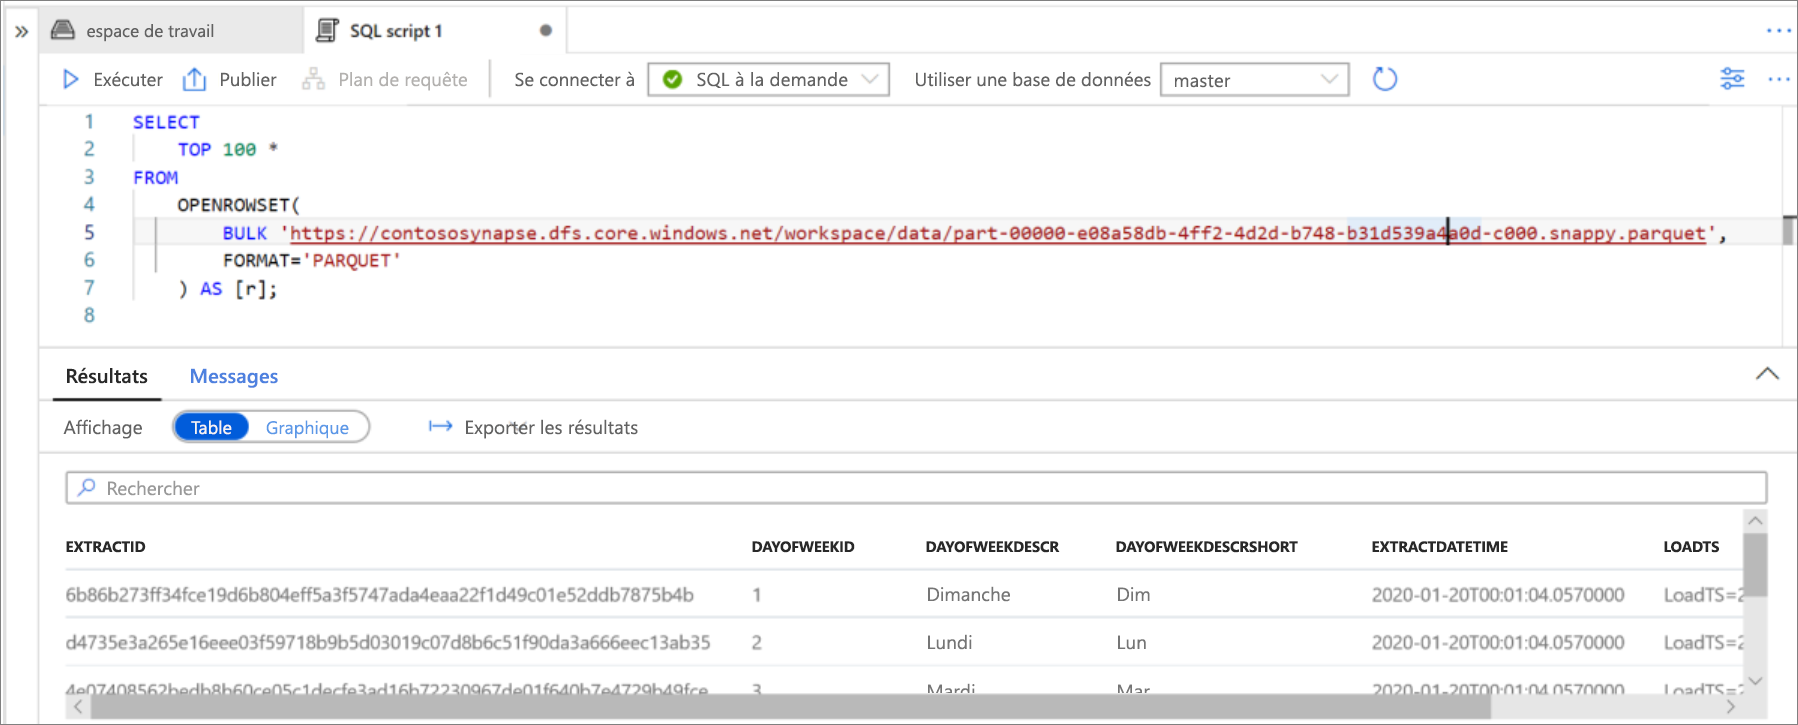 espace de travail SQL script 1
Exécuter Publier Plan de requête Se connecter à SQL à la demande Utiliser une base de données master
1 SELECT
2 TOP 100 *
3 FROM
4 OPENROWSET(
5 BULK 'https://contososynapse.dfs.core.windows.net/workspace/data/part-00000-e08a58db-4ff2-4d2d-b748-b31d539a4a0d-c000.snappy.parquet',
6 FORMAT='PARQUET'
7 ) AS [r];
8
Résultats Messages
Affichage Table Graphique Exporter les résultats
Rechercher
EXTRACTID DAYOFWEEKID DAYOFWEEKDESCR DAYOFWEEKDESCRSHORT EXTRACTDATETIME LOADTS
6b86b273ff34fce19d6b804eff5a3f5747ada4eaa22f1d49c01e52ddb7875b4b 1 Dimanche Dim 2020-01-20T00:01:04.0570000 LoadTS=2
d4735e3a265e16eee03f59718b9b5d03019c07d8b6c51f90da3a666eec13ab35 2 Lundi Lun 2020-01-20T00:01:04.0570000 LoadTS=2
4e07408562bedb8b60ce05c1decfe3ad16b72230967de01f640b7e4729b49fce 3 Mardi Mar 2020-01-20T00:01:04.0570000 LoadTS=2